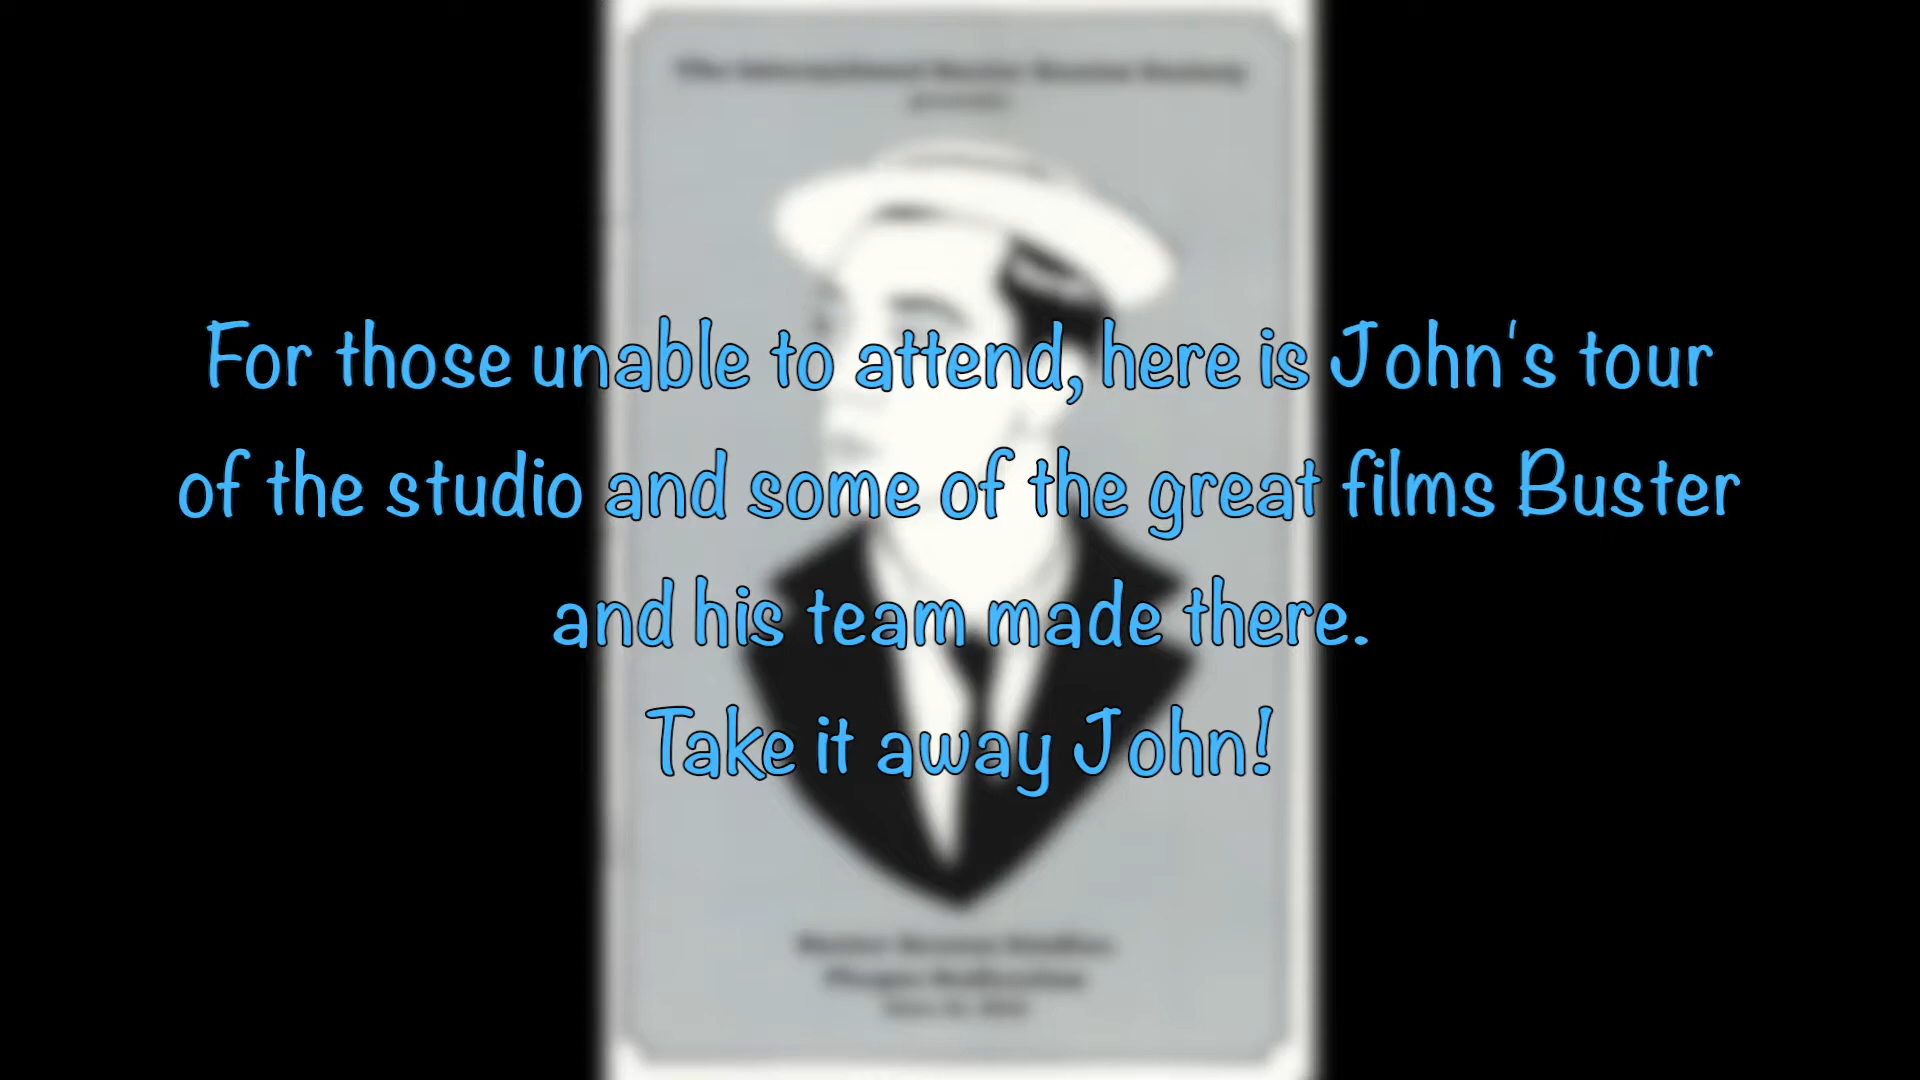 For those unable to attend, here is John's tour
of the studio and some of the great films Buster
and his team made there.
Take it away John!